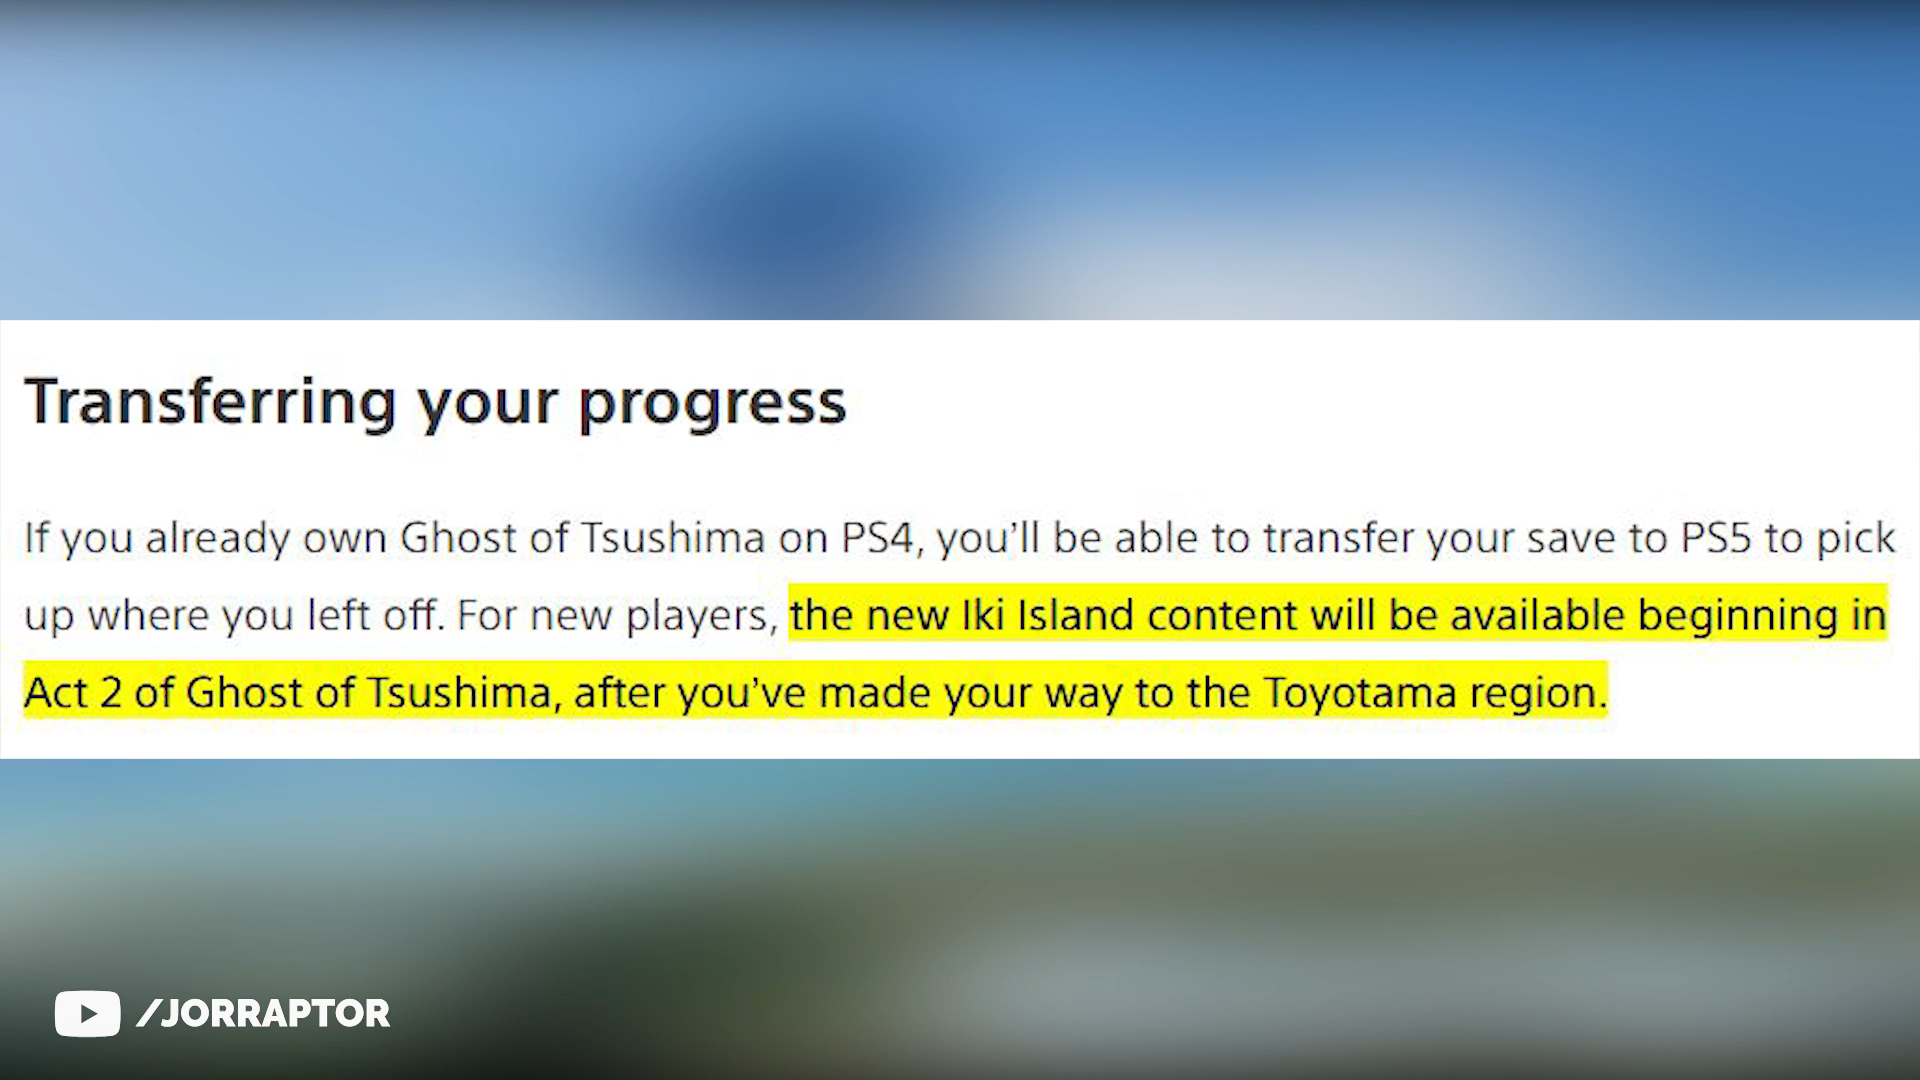 Transferring your progress
If you already own Ghost of Tsushima on PS4, you’ll be able to transfer your save to PS5 to pick
up where you left off. For new players, the new Iki Island content will be available beginning in
Act 2 of Ghost of Tsushima, after you’ve made your way to the Toyotama region.
/JORRAPTOR